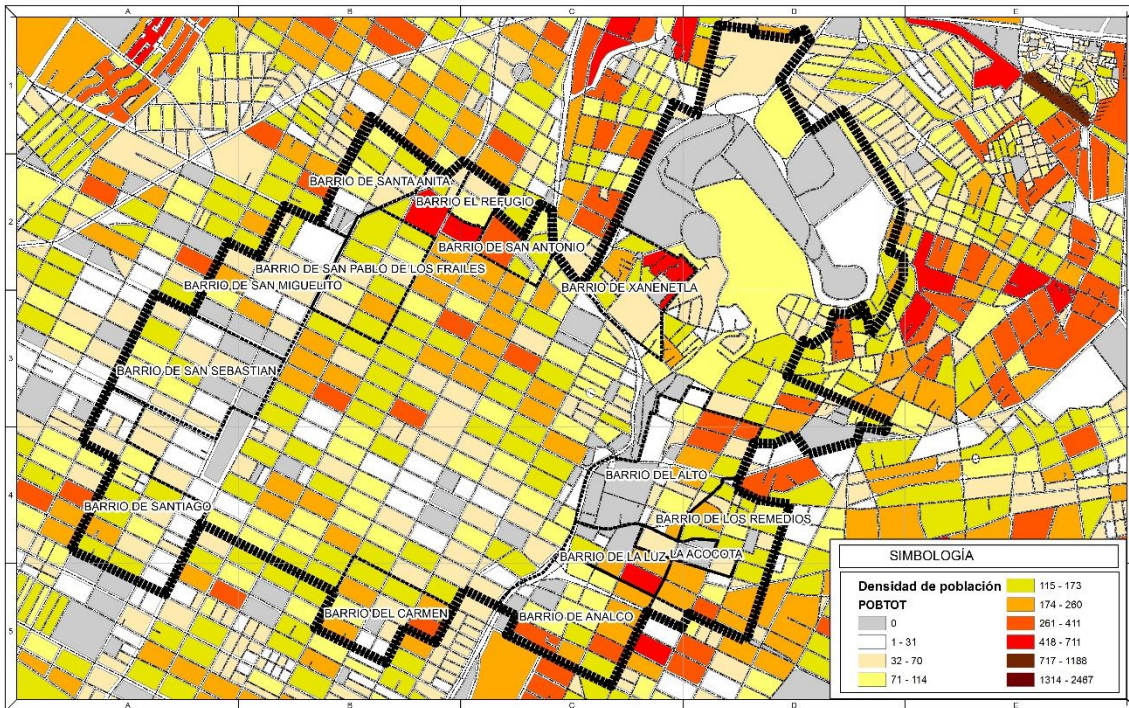 A B C D E
1
BARRIO DE SANTA ANITA
2
BARRIO EL REFUGIO
BARRIO DE SAN ANTONIO
BARRIO DE SAN PABLO DE LOS FRAILES
BARRIO DE SAN MIGUELITO
BARRIO DE XANENETLA
3
BARRIO DE SAN SEBASTIAN
4
BARRIO DEL ALTO
BARRIO DE SANTIAGO
BARRIO DE LOS REMEDIOS
BARRIO DE LA LUZ
LA ACOCOTA
5
BARRIO DEL CARMEN
BARRIO DE ANALCO
SIMBOLOGÍA
Densidad de población
POBTOT
0
1 - 31
32 - 70
71 - 114
115 - 173
174 - 260
261 - 411
418 - 711
717 - 1188
1314 - 2467
A B C D E